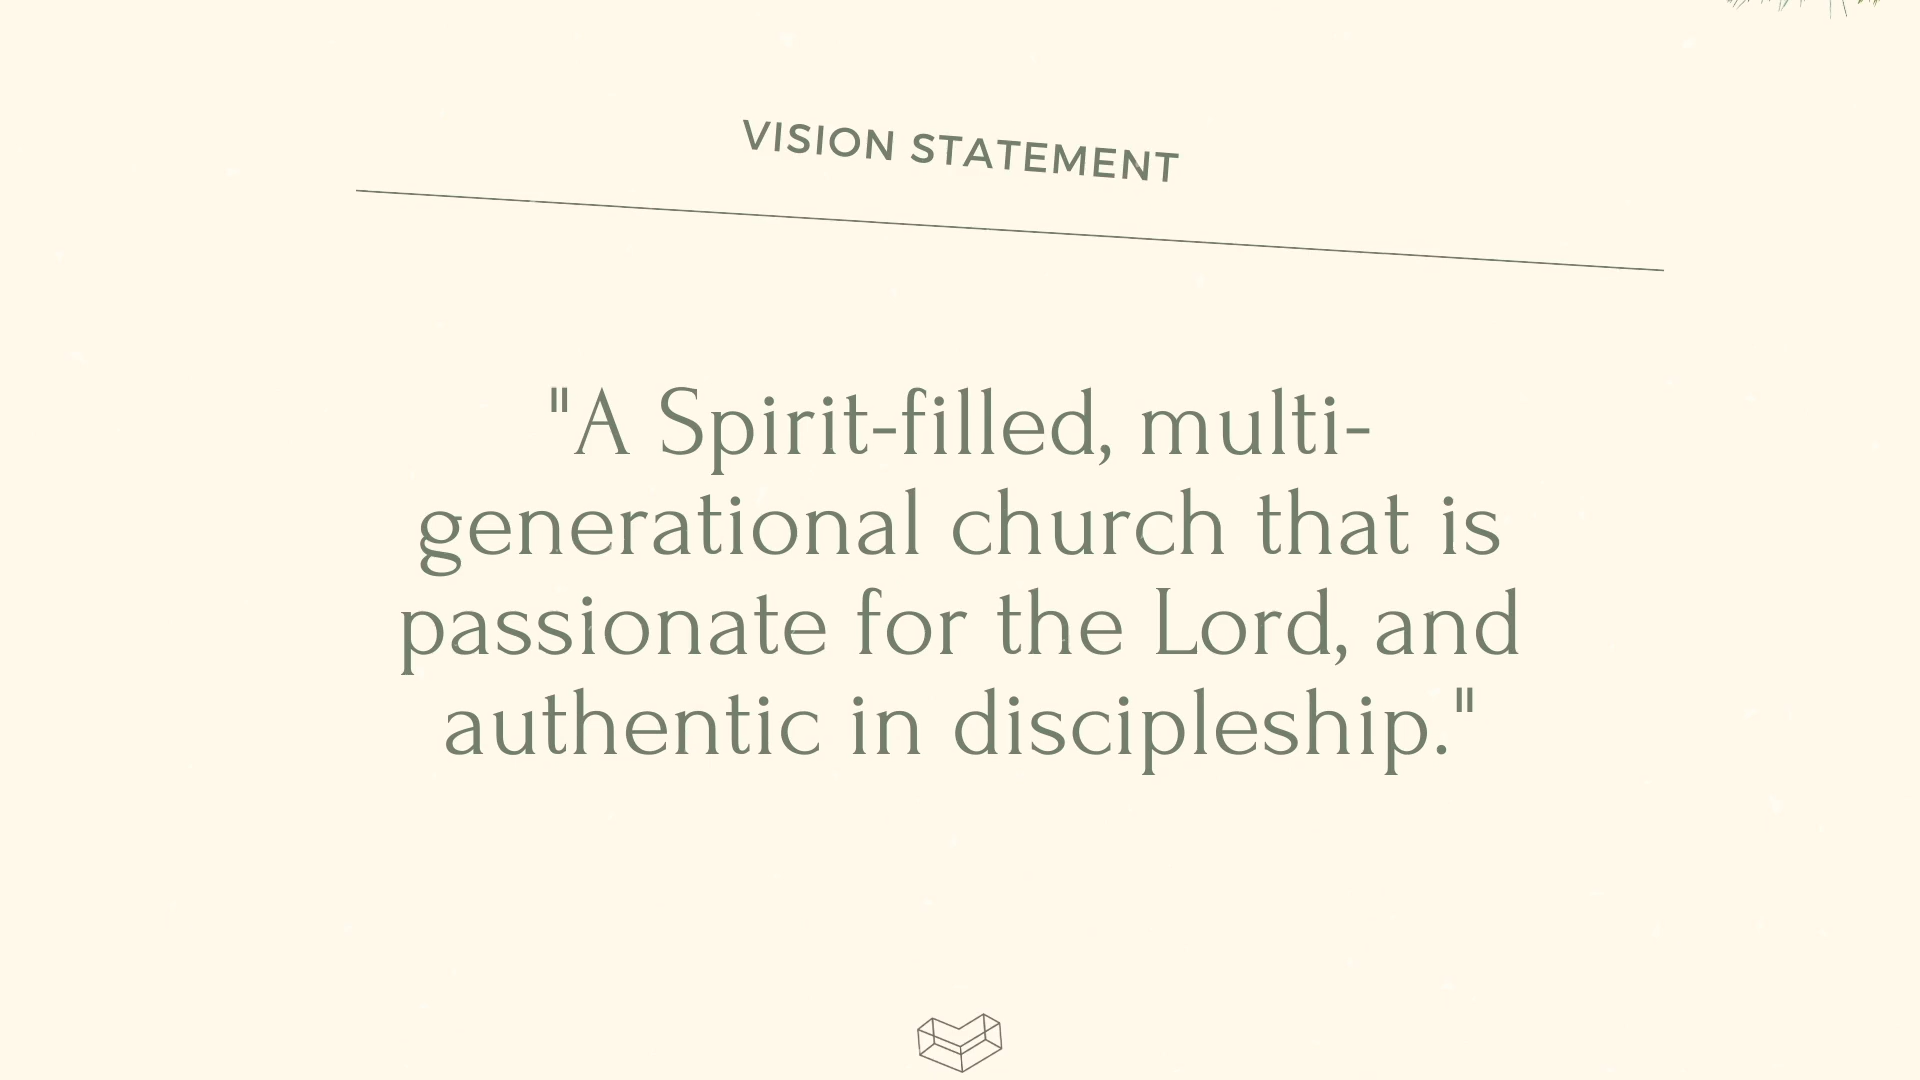 VISION STATEMENT
"A Spirit-filled, multi-
generational church that is
passionate for the Lord, and
authentic in discipleship."